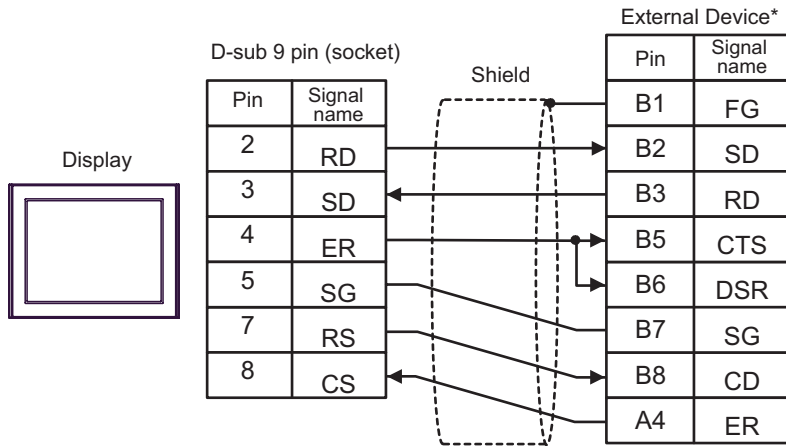 External Device*
D-sub 9 pin (socket)
Shield
Display
Pin Signal name
2 RD
3 SD
4 ER
5 SG
7 RS
8 CS
Pin Signal name
B1 FG
B2 SD
B3 RD
B5 CTS
B6 DSR
B7 SG
B8 CD
A4 ER